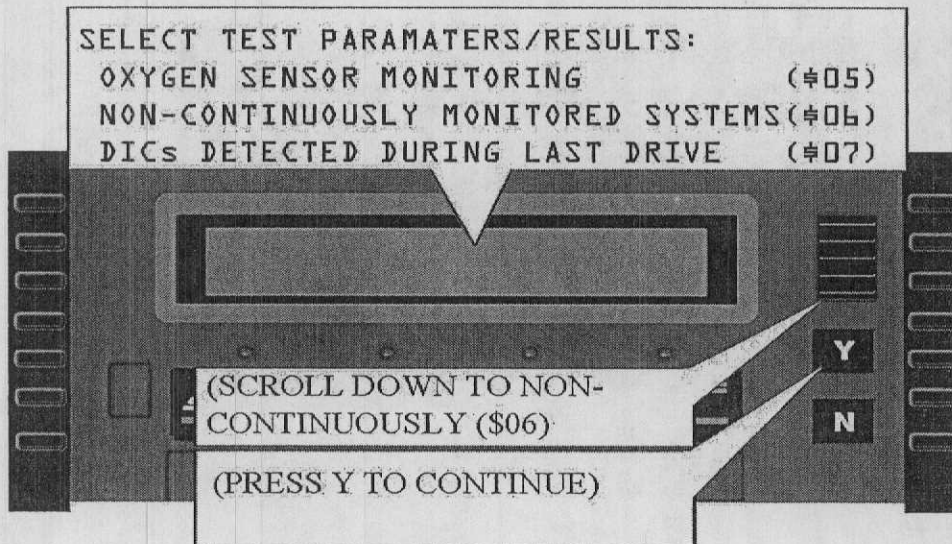 SELECT TEST PARAMATERS/RESULTS:
OXYGEN SENSOR MONITORING ($05)
NON-CONTINUOUSLY MONITORED SYSTEMS($06)
DICs DETECTED DURING LAST DRIVE ($07)
Y
(SCROLL DOWN TO NON-
CONTINUOUSLY ($06)
N
(PRESS Y TO CONTINUE)